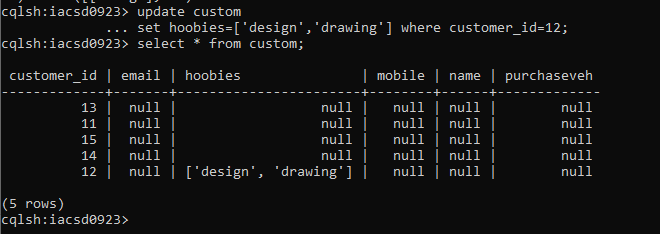 cqlsh:iacsd0923> update custom
... set hoobies=['design','drawing'] where customer_id=12;
cqlsh:iacsd0923> select * from custom;
customer_id | email | hoobies | mobile | name | purchaseveh
-------------+-------+-----------------------+--------+------+-------------
13 | null | null | null | null | null
11 | null | null | null | null | null
15 | null | null | null | null | null
14 | null | null | null | null | null
12 | null | ['design', 'drawing'] | null | null | null
(5 rows)
cqlsh:iacsd0923>